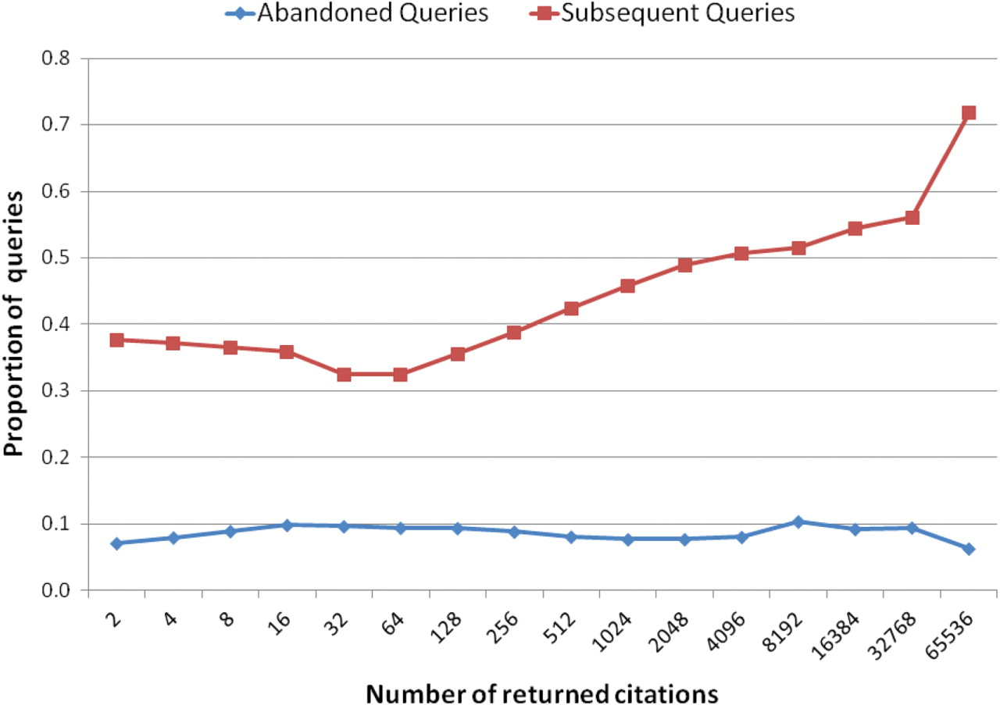 Abandoned Queries Subsequent Queries
0.8
0.7
0.6
0.5
0.4
0.3
0.2
0.1
0.0
Proportion of queries
2 4 8 16 32 64 128 256 512 1024 2048 4096 8192 16384 32768 65536
Number of returned citations